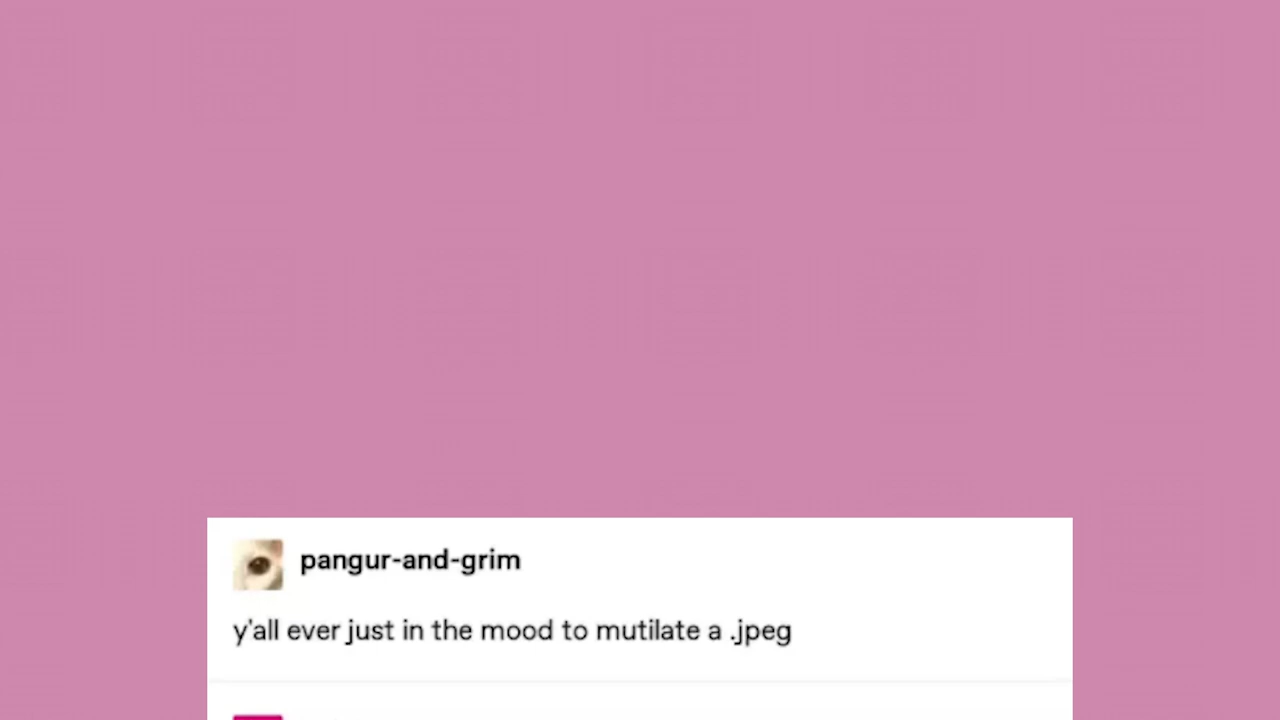 pangur-and-grim
y'all ever just in the mood to mutilate a .jpeg